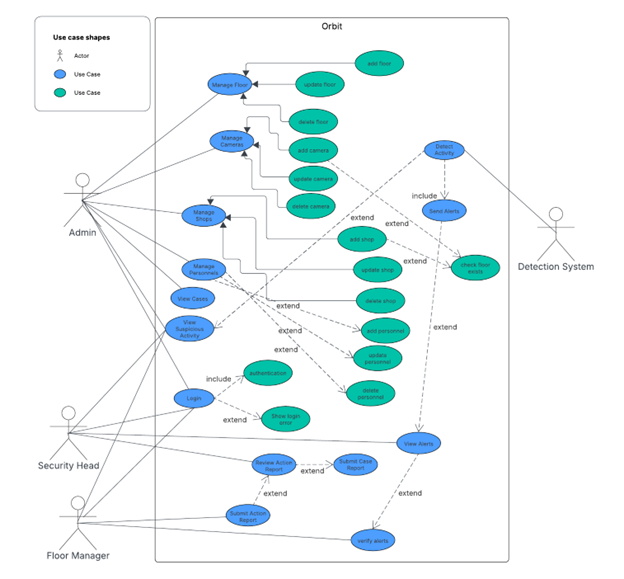 Orbit
Use case shapes
Actor
Use Case
Use Case
add floor
Manage Floor
update floor
delete floor
Manage
Cameras
add camera
Detect
Activity
update camera
include
delete camera
Send Alerts
Manage
Shops
extend
extend
Admin
add shop
extend
check floor
exists
Detection System
Manage
Personnels
update shop
View Cases
delete shop
extend
View
Suspicious
Activity
extend
add personnel
extend
extend
update
personnel
include
authentication
delete
personnel
Login
Show login
error
extend
View Alerts
Security Head
Review Action
Report
extend
Submit Case
Report
extend
extend
Submit Action
Report
verify alerts
Floor Manager